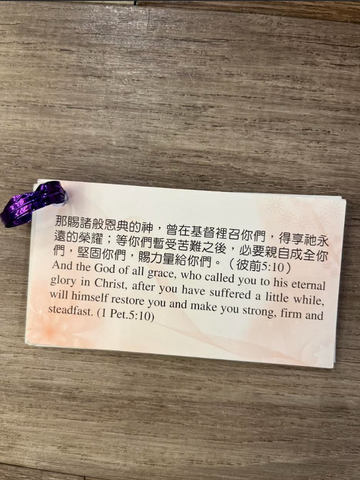 那賜諸般恩典的神，曾在基督裡召你們，得享祂永
遠的榮耀；等你們暫受苦難之後，必要親自成全你
們，堅固你們，賜力量給你們。（彼前5:10）
And the God of all grace, who called you to his eternal
glory in Christ, after you have suffered a little while,
will himself restore you and make you strong, firm and
steadfast. (1 Pet.5:10)